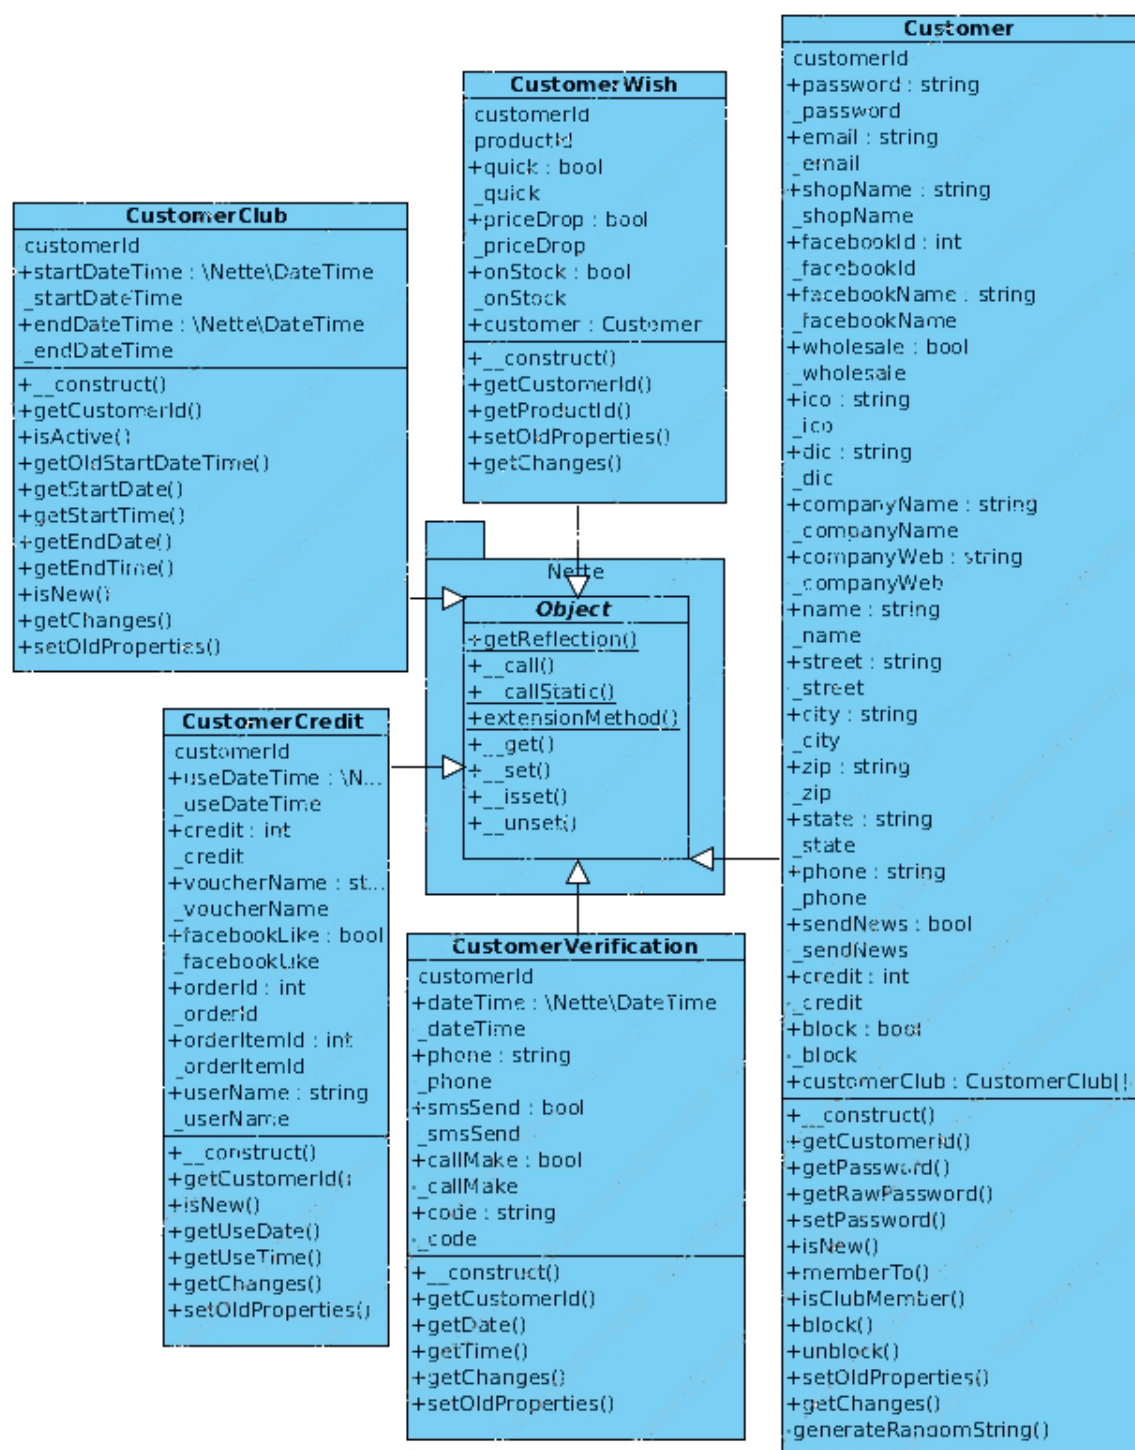 CustomerClub
customerId
+startDateTime : \Nette\DateTime
_startDateTime
+endDateTime : \Nette\DateTime
_endDateTime
+__construct()
+getCustomerId()
+isActive()
+getOldStartDateTime()
+getStartDate()
+getStartTime()
+getEndDate()
+getEndTime()
+isNew()
+getChanges()
+setOldProperties()
CustomerWish
customerId
productId
+quick : bool
_quick
+priceDrop : bool
_priceDrop
+onStock : bool
_onStock
+customer : Customer
+__construct()
+getCustomerId()
+getProductId()
+setOldProperties()
+getChanges()
Nette
Object
+getReflection()
+__call()
+__callStatic()
+extensionMethod()
+__get()
+__set()
+__isset()
+__unset()
CustomerCredit
customerId
+useDateTime : \N...
_useDateTime
+credit : int
_credit
+voucherName : st...
_voucherName
+facebookLike : bool
_facebookLike
+orderId : int
_orderId
+orderItemId : int
_orderItemId
+userName : string
_userName
+__construct()
+getCustomerId()
+isNew()
+getUseDate()
+getUseTime()
+getChanges()
+setOldProperties()
CustomerVerification
customerId
+dateTime : \Nette\DateTime
_dateTime
+phone : string
_phone
+smsSend : bool
_smsSend
+callMake : bool
_callMake
+code : string
_code
+__construct()
+getCustomerId()
+getDate()
+getTime()
+getChanges()
+setOldProperties()
Customer
customerId
+password : string
_password
+email : string
_email
+shopName : string
_shopName
+facebookId : int
_facebookId
+facebookName : string
_facebookName
+wholesale : bool
_wholesale
+ico : string
_ico
+dic : string
_dic
+companyName : string
_companyName
+companyWeb : string
_companyWeb
+name : string
_name
+street : string
_street
+city : string
_city
+zip : string
_zip
+state : string
_state
+phone : string
_phone
+sendNews : bool
_sendNews
+credit : int
_credit
+block : bool
_block
+customerClub : CustomerClub[]
+__construct()
+getCustomerId()
+getPassword()
+getRawPassword()
+setPassword()
+isNew()
+memberTo()
+isClubMember()
+block()
+unblock()
+setOldProperties()
+getChanges()
-generateRandomString()